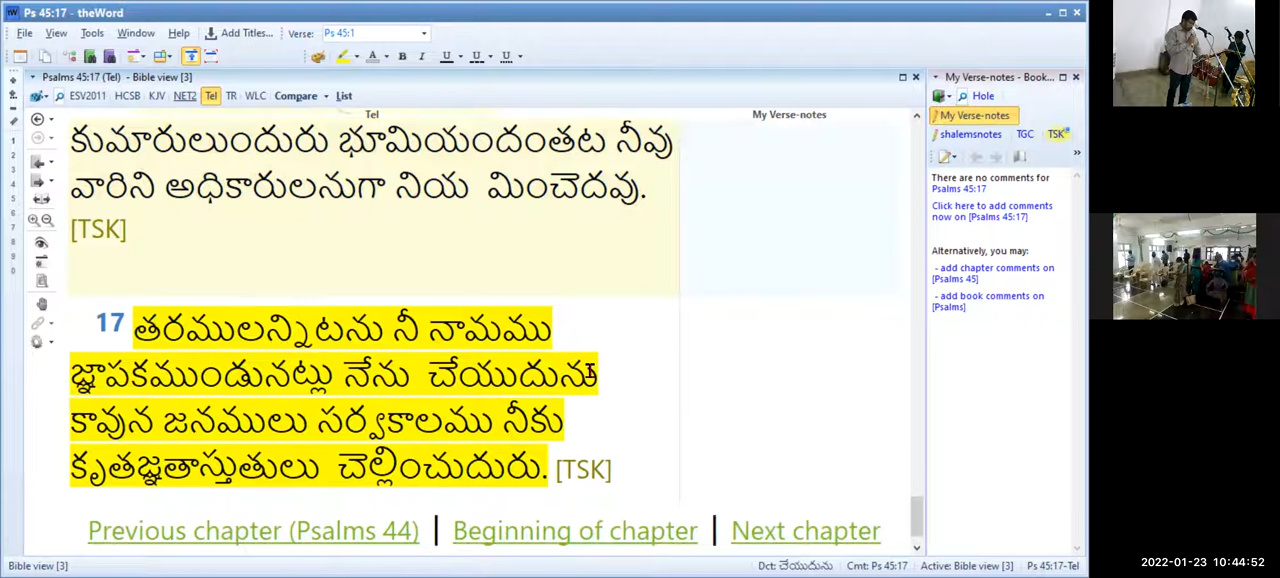 Ps 45:17 - theWord
File View Tools Window Help Add Titles... Verse: Ps 45:1
B I U U U
Psalms 45:17 (Tel) - Bible view [3]
ESV2011 HCSB KJV NET2 Tel TR WLC Compare List
Tel My Verse-notes
కుమారులుందురు భూమియందంతట నీవు
వారిని అధికారులనుగా నియ మించెదవు.
[TSK]
17 తరములన్నిటను నీ నామము
జ్ఞాపకముండునట్లు నేను చేయుదును
కావున జనములు సర్వకాలము నీకు
కృతజ్ఞతాస్తుతులు చెల్లించుదురు. [TSK]
Previous chapter (Psalms 44) | Beginning of chapter | Next chapter
Bible view [3] Dct: చేయుదును Cmt: Ps 45:17 Active: Bible view [3] Ps 45:17-Tel
My Verse-notes - Book...
Hole
My Verse-notes
shalemsnotes TGC TSK
There are no comments for
Psalms 45:17
Click here to add comments
now on [Psalms 45:17]
Alternatively, you may:
- add chapter comments on
[Psalms 45]
- add book comments on
[Psalms]
2022-01-23 10:44:52